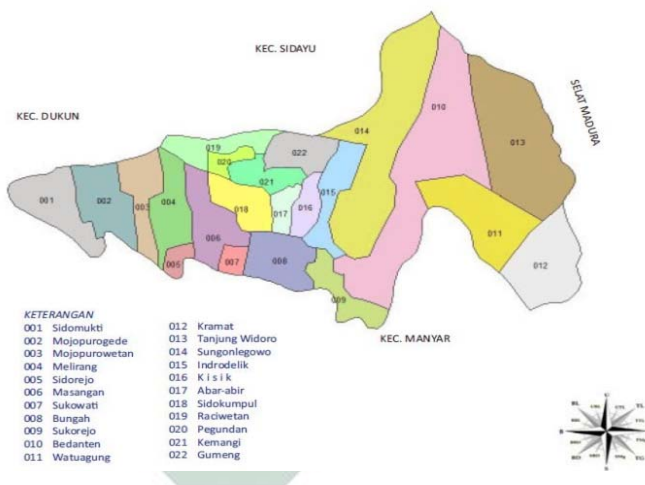 KEC. SIDAYU
KEC. DUKUN
SELAT MADURA
019
020
022
014
010
013
021
001
002
003
004
018
017
016
015
006
005
007
008
009
011
012
KEC. MANYAR
KETERANGAN
001 Sidomukti
002 Mojopurogede
003 Mojopurowetan
004 Melirang
005 Sidorejo
006 Masangan
007 Sukowati
008 Bungah
009 Sukorejo
010 Bedanten
011 Watuagung
012 Kramat
013 Tanjung Widoro
014 Sungonlegowo
015 Indrodelik
016 K i s i k
017 Abar-abir
018 Sidokumpul
019 Raciwetan
020 Pegundan
021 Kemangi
022 Gumeng